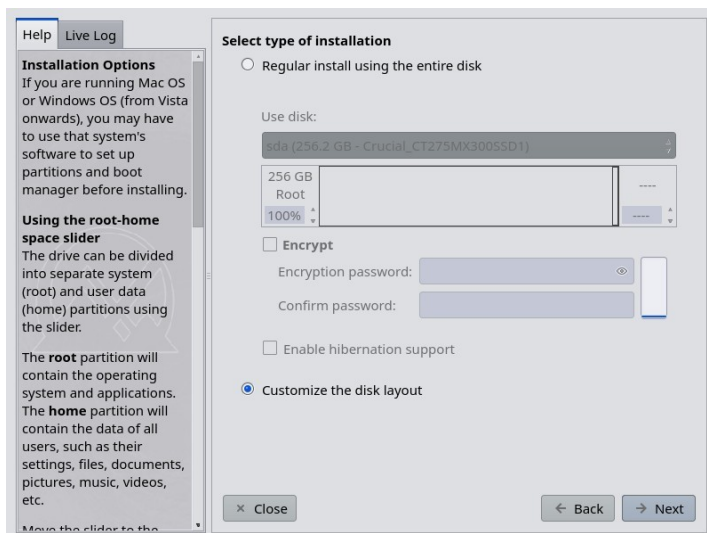 Help
Live Log
Installation Options
If you are running Mac OS
or Windows OS (from Vista
onwards), you may have
to use that system's
software to set up
partitions and boot
manager before installing.
Using the root-home
space slider
The drive can be divided
into separate system
(root) and user data
(home) partitions using
the slider.
The root partition will
contain the operating
system and applications.
The home partition will
contain the data of all
users, such as their
settings, files, documents,
pictures, music, videos,
etc.
Move the slider to the
Select type of installation
Regular install using the entire disk
Use disk:
sda (256.2 GB - Crucial_CT275MX300SSD1)
256 GB
Root
100%
----
----
Encrypt
Encryption password:
Confirm password:
Enable hibernation support
Customize the disk layout
Close
Back
Next